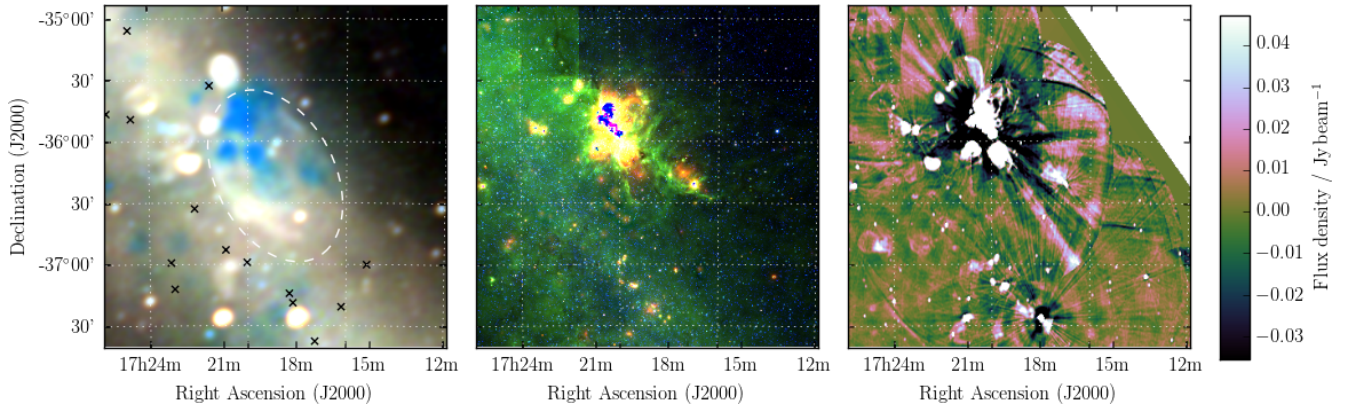 -35°00'
30'
-36°00'
30'
-37°00'
30'
Declination (J2000)
17h24m 21m 18m 15m 12m
Right Ascension (J2000)
17h24m 21m 18m 15m 12m
Right Ascension (J2000)
17h24m 21m 18m 15m 12m
Right Ascension (J2000)
0.04
0.03
0.02
0.01
0.00
−0.01
−0.02
−0.03
Flux density / Jy beam⁻¹